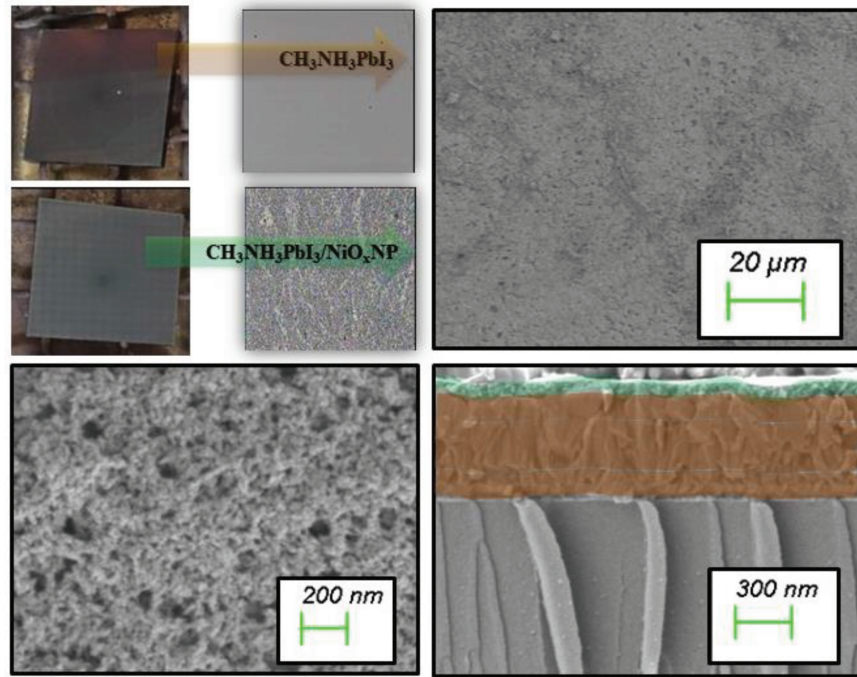 CH₃NH₃PbI₃
CH₃NH₃PbI₃/NiOₓNP
20 μm
200 nm
300 nm